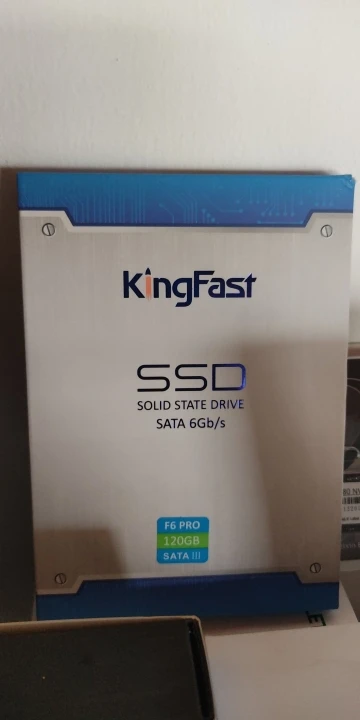 KingFast
SSD
SOLID STATE DRIVE
SATA 6Gb/s
F6 PRO
120GB
SATA III